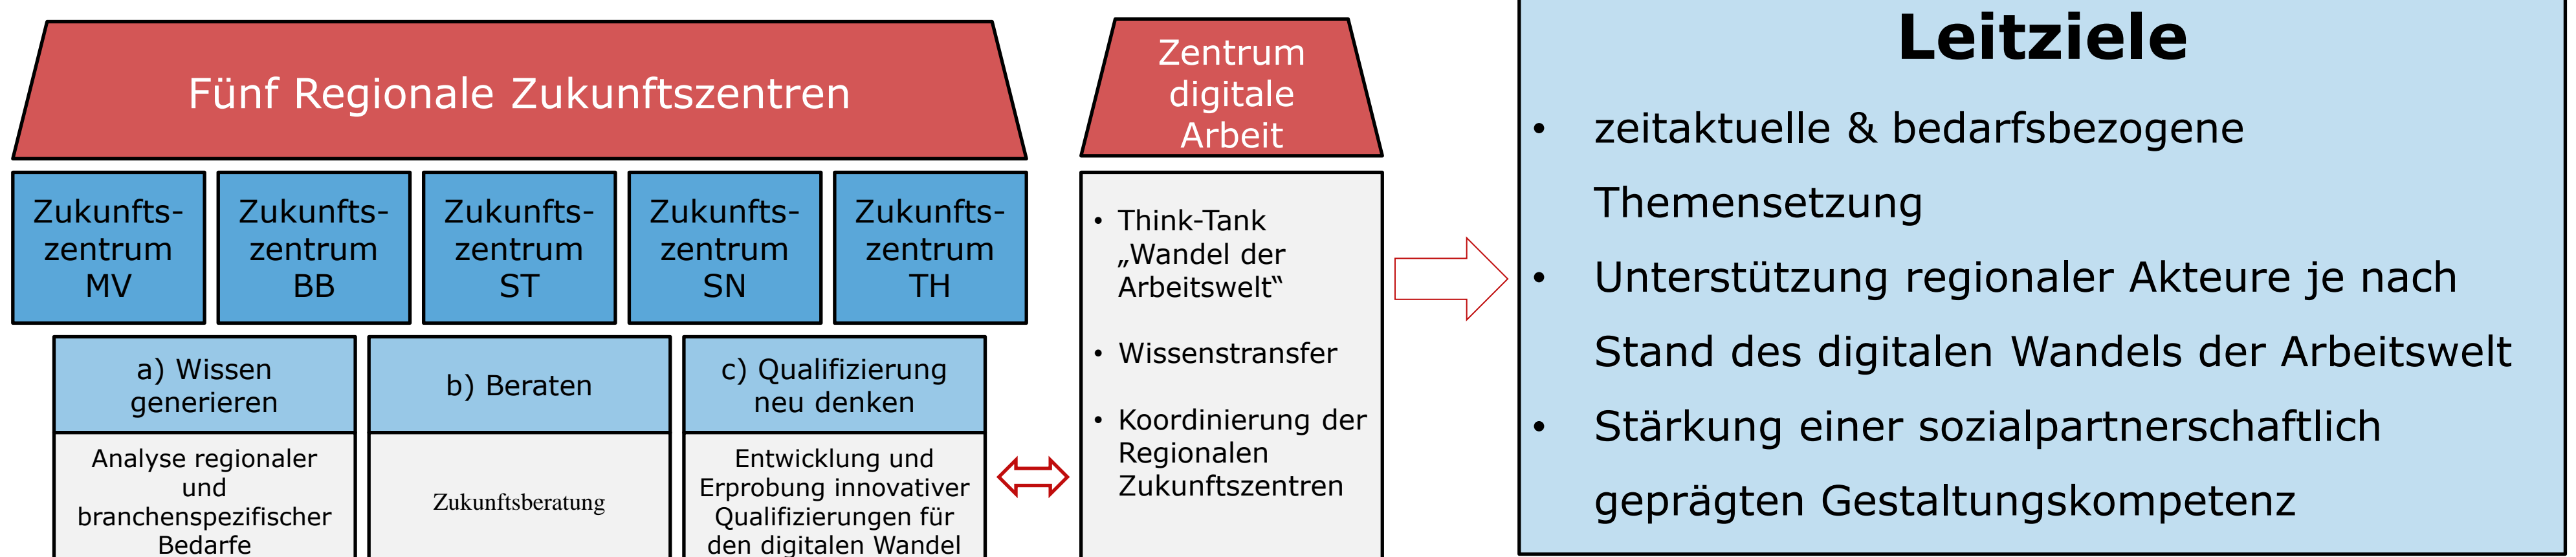 Fünf Regionale Zukunftszentren
Zukunfts-
zentrum
MV
Zukunfts-
zentrum
BB
Zukunfts-
zentrum
ST
Zukunfts-
zentrum
SN
Zukunfts-
zentrum
TH
a) Wissen
generieren
Analyse regionaler
und
branchenspezifischer
Bedarfe
b) Beraten
Zukunftsberatung
c) Qualifizierung
neu denken
Entwicklung und
Erprobung innovativer
Qualifizierungen für
den digitalen Wandel
Zentrum
digitale
Arbeit
• Think-Tank
„Wandel der
Arbeitswelt“
• Wissenstransfer
• Koordinierung der
Regionalen
Zukunftszentren
Leitziele
• zeitaktuelle & bedarfsbezogene
Themensetzung
• Unterstützung regionaler Akteure je nach
Stand des digitalen Wandels der Arbeitswelt
• Stärkung einer sozialpartnerschaftlich
geprägten Gestaltungskompetenz